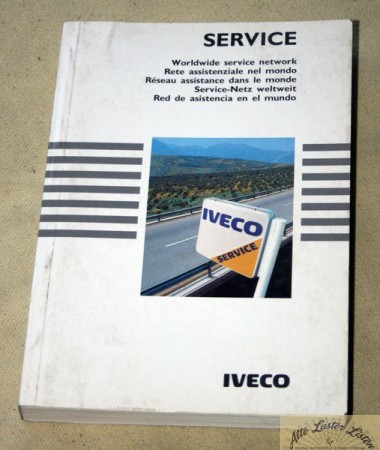 SERVICE
Worldwide service network
Rete assistenziale nel mondo
Réseau assistance dans le monde
Service-Netz weltweit
Red de asistencia en el mundo
IVECO
SERVICE
IVECO
Alte Laster Listen